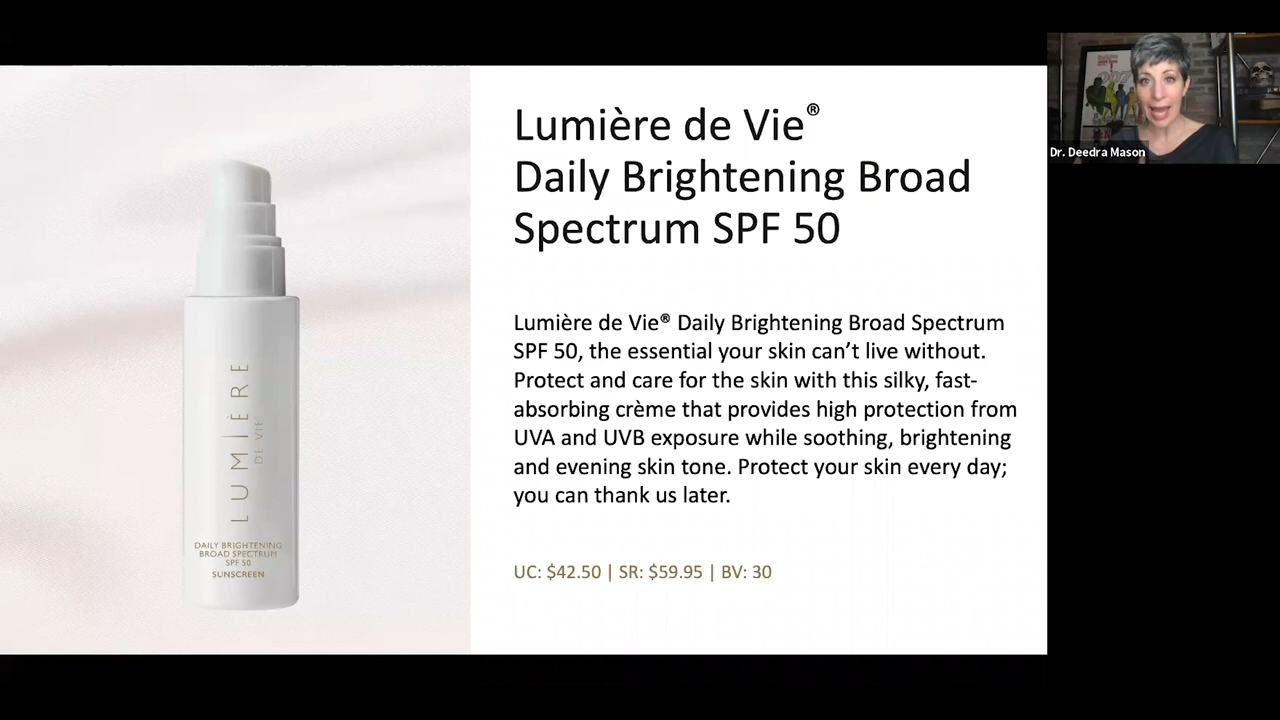 Lumière de Vie®
Daily Brightening Broad
Spectrum SPF 50
Lumière de Vie® Daily Brightening Broad Spectrum
SPF 50, the essential your skin can’t live without.
Protect and care for the skin with this silky, fast-
absorbing crème that provides high protection from
UVA and UVB exposure while soothing, brightening
and evening skin tone. Protect your skin every day;
you can thank us later.
UC: $42.50 | SR: $59.95 | BV: 30
LUMIÈRE
DE VIE
DAILY BRIGHTENING
BROAD SPECTRUM
SPF 50
SUNSCREEN
Dr. Deedra Mason
007